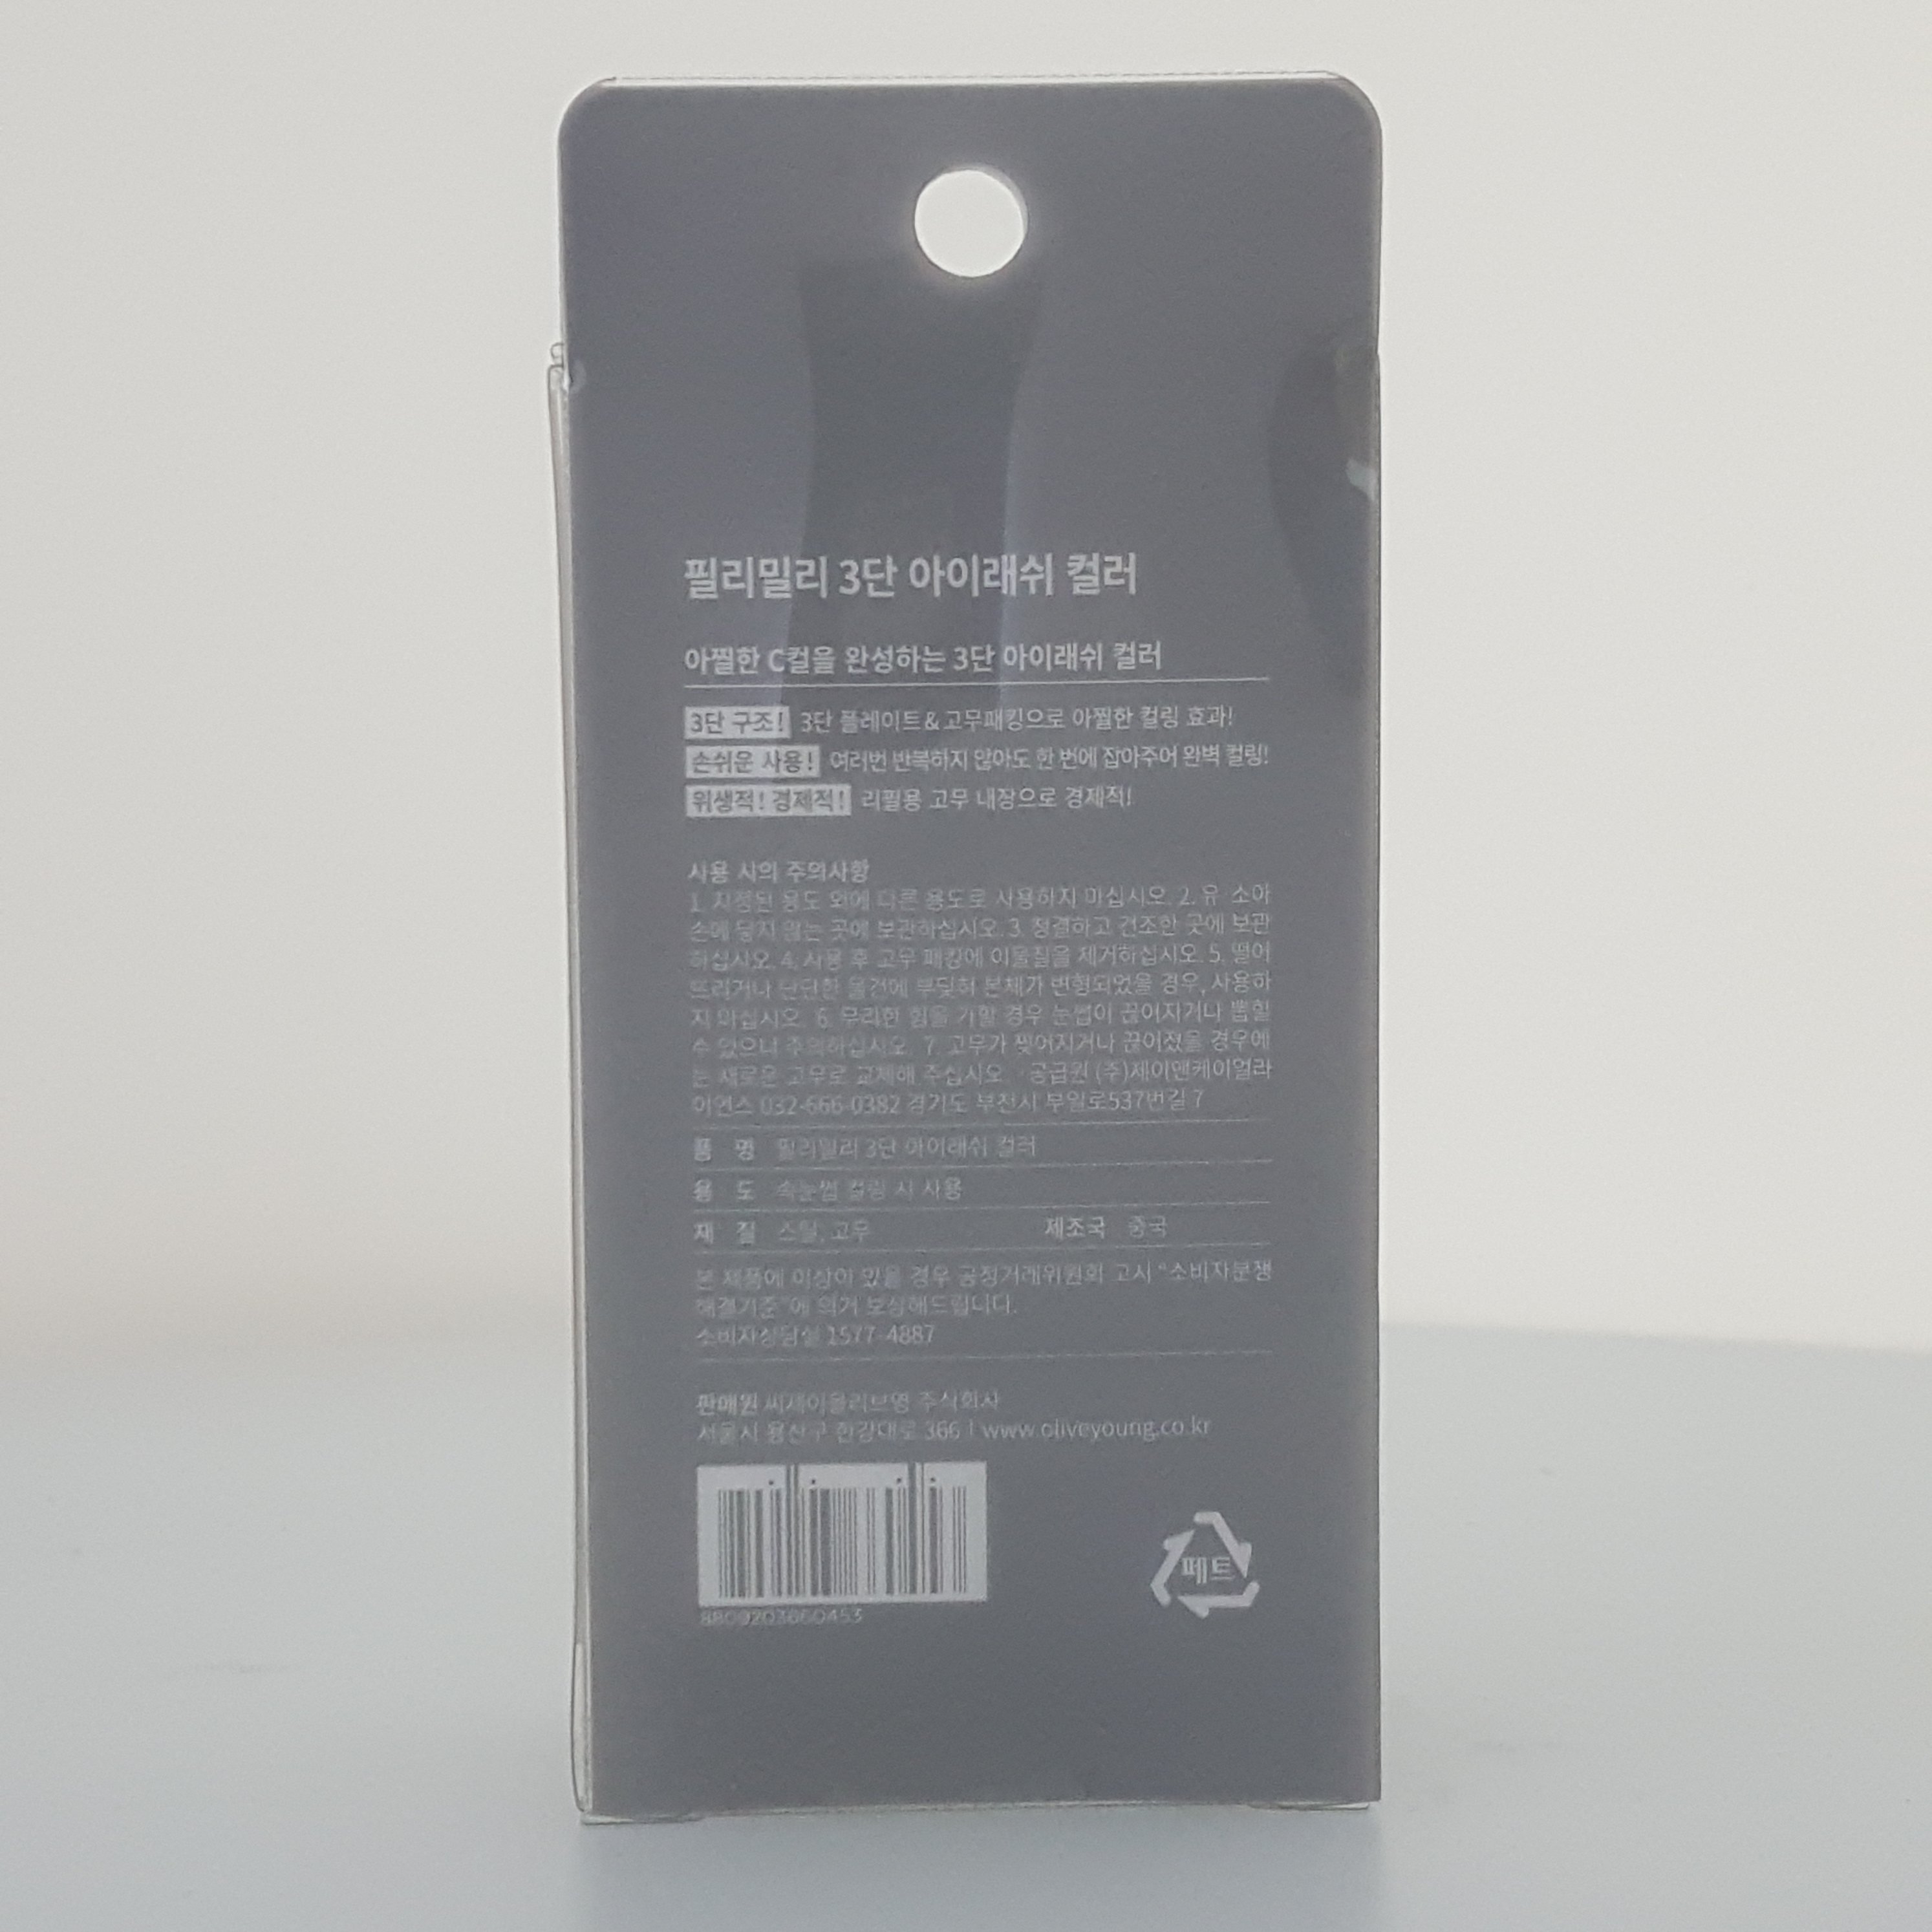 필리밀리 3단 아이래쉬 컬러
아찔한 C컬을 완성하는 3단 아이래쉬 컬러
3단 구조! 3단 플레이트&고무패킹으로 아찔한 컬링 효과!
손쉬운 사용! 여러번 반복하지 않아도 한 번에 잡아주어 완벽 컬링!
위생적! 경제적! 리필용 고무 내장으로 경제적!
사용 시의 주의사항
1. 지정된 용도 외에 다른 용도로 사용하지 마십시오. 2. 유·소아
손에 닿지 않는 곳에 보관하십시오. 3. 청결하고 건조한 곳에 보관
하십시오. 4. 사용 후 고무 패킹에 이물질을 제거하십시오. 5. 떨어
뜨리거나 단단한 물건에 부딪혀 본체가 변형되었을 경우, 사용하
지 마십시오. 6. 무리한 힘을 가할 경우 눈썹이 끊어지거나 뽑힐
수 있으니 주의하십시오. 7. 고무가 찢어지거나 끊어졌을 경우에
는 새로운 고무로 교체해 주십시오. ·공급원 (주)제이앤케이얼라
이언스 032-666-0382 경기도 부천시 부일로537번길 7
품 명 필리밀리 3단 아이래쉬 컬러
용 도 속눈썹 컬링 시 사용
재 질 스틸, 고무 제조국 중국
본 제품에 이상이 있을 경우 공정거래위원회 고시 "소비자분쟁
해결기준"에 의거 보상해드립니다.
소비자상담실 1577-4887
판매원 씨제이올리브영 주식회사
서울시 용산구 한강대로 366 | www.oliveyoung.co.kr
8809203660453
페트